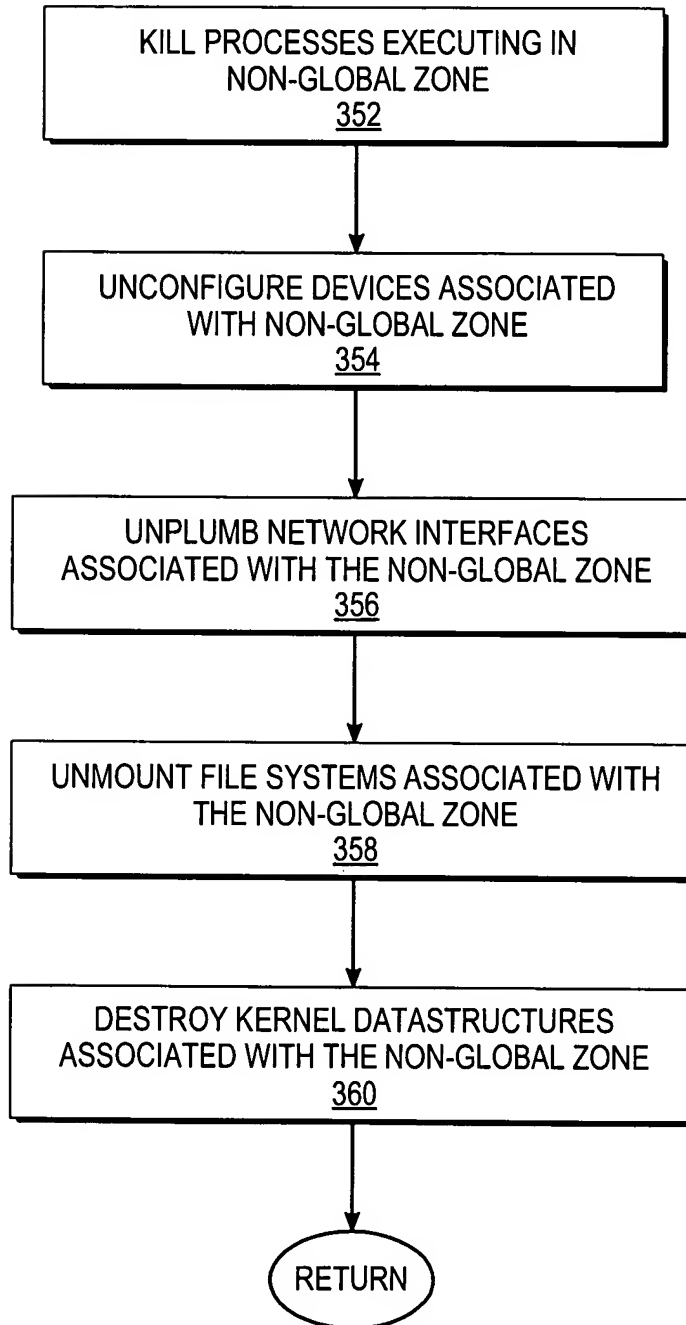 KILL PROCESSES EXECUTING IN
NON-GLOBAL ZONE
352
UNCONFIGURE DEVICES ASSOCIATED
WITH NON-GLOBAL ZONE
354
UNPLUMB NETWORK INTERFACES
ASSOCIATED WITH THE NON-GLOBAL ZONE
356
UNMOUNT FILE SYSTEMS ASSOCIATED WITH
THE NON-GLOBAL ZONE
358
DESTROY KERNEL DATASTRUCTURES
ASSOCIATED WITH THE NON-GLOBAL ZONE
360
RETURN